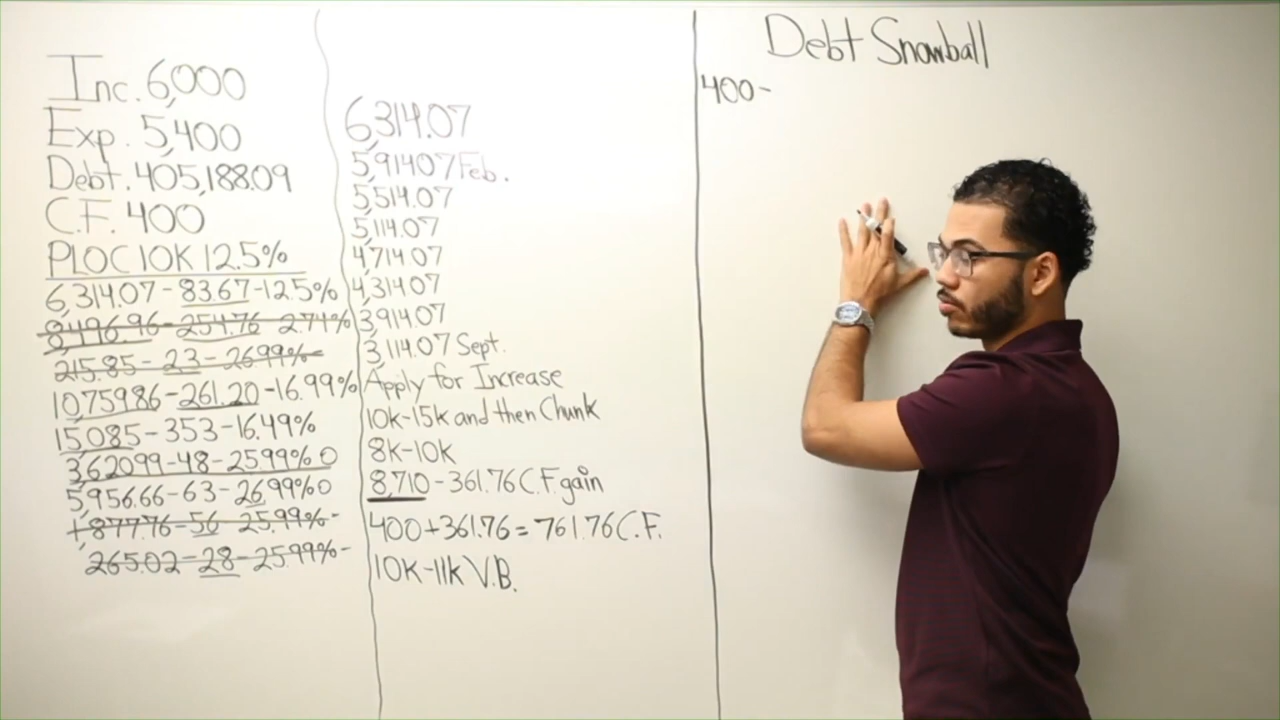 Inc. 6,000
Exp. 5,400
Debt. 405,188.09
C.F. 400
PLOC 10K 12.5%
6,314.07 - 83.67 - 12.5%
8,496.96 - 254.76 - 2.74%
215.85 - 23 - 26.99% -
10,759.86 - 261.20 - 16.99%
15,085 - 353 - 16.49%
3,620.99 - 48 - 25.99% 0
5,956.66 - 63 - 26.99% 0
1,877.76 - 56 - 25.99% -
265.02 - 28 - 25.99% -
6,314.07
5,914.07 Feb.
5,514.07
5,114.07
4,714.07
4,314.07
3,914.07
3,114.07 Sept.
Apply for Increase
10K-15K and then Chunk
8K-10K
8,710 - 361.76 C.F. gain
400 + 361.76 = 761.76 C.F.
10K-11K V.B.
Debt Snowball
400 -